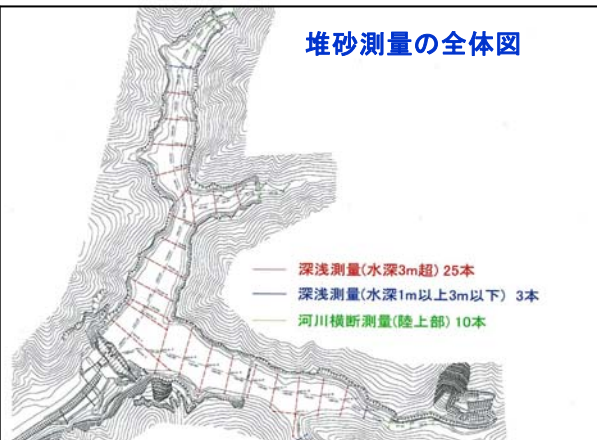 堆砂測量の全体図
深浅測量(水深3m超) 25本
深浅測量(水深1m以上3m以下) 3本
河川横断測量(陸上部) 10本